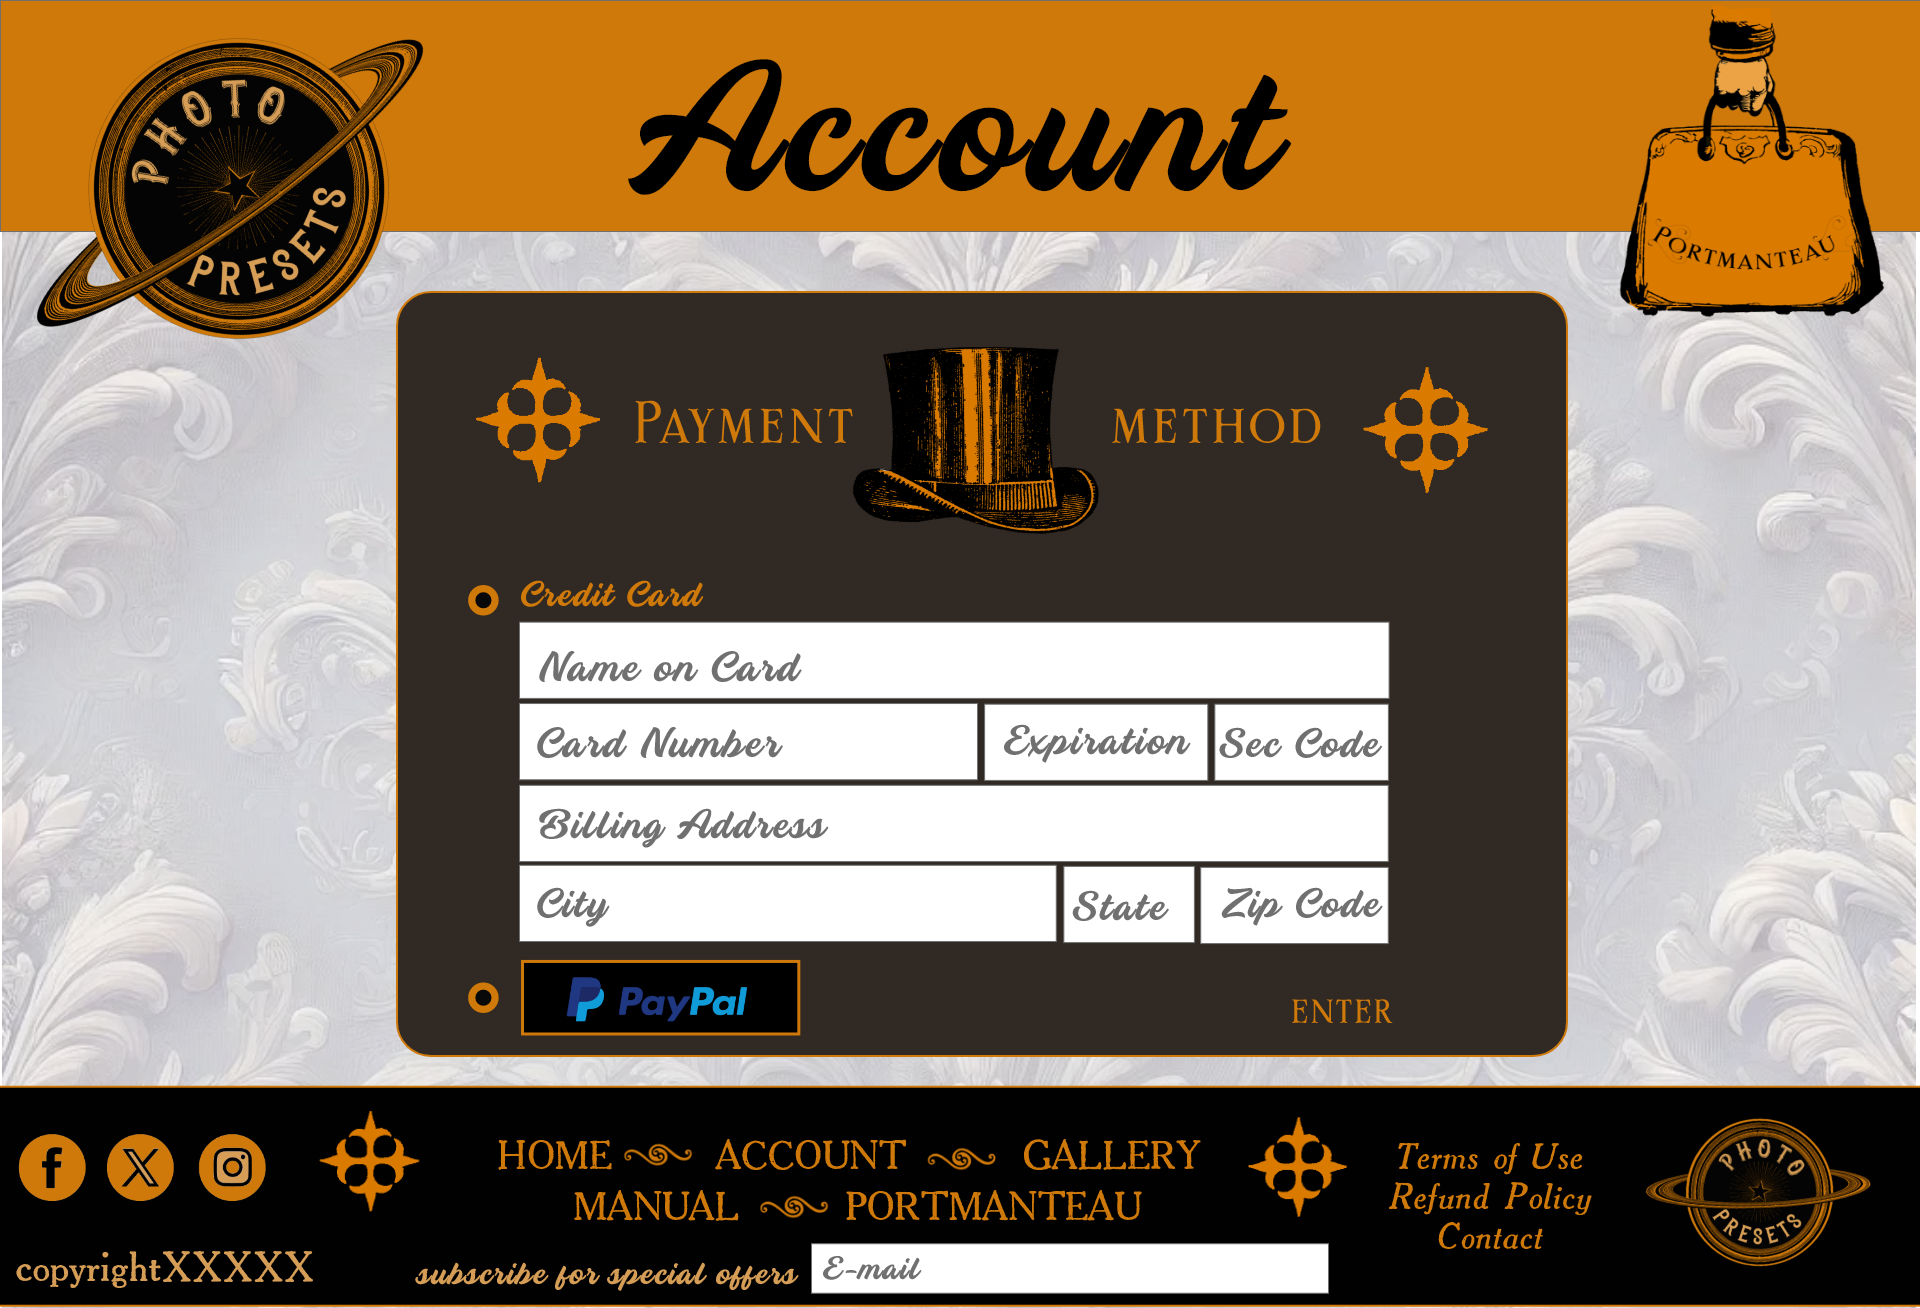 PHOTO
PRESETS
Account
PORTMANTEAU
PAYMENT METHOD
Credit Card
Name on Card
Card Number Expiration Sec Code
Billing Address
City State Zip Code
PayPal
ENTER
HOME ACCOUNT GALLERY
MANUAL PORTMANTEAU
Terms of Use
Refund Policy
Contact
PHOTO
PRESETS
copyrightXXXXX
subscribe for special offers E-mail